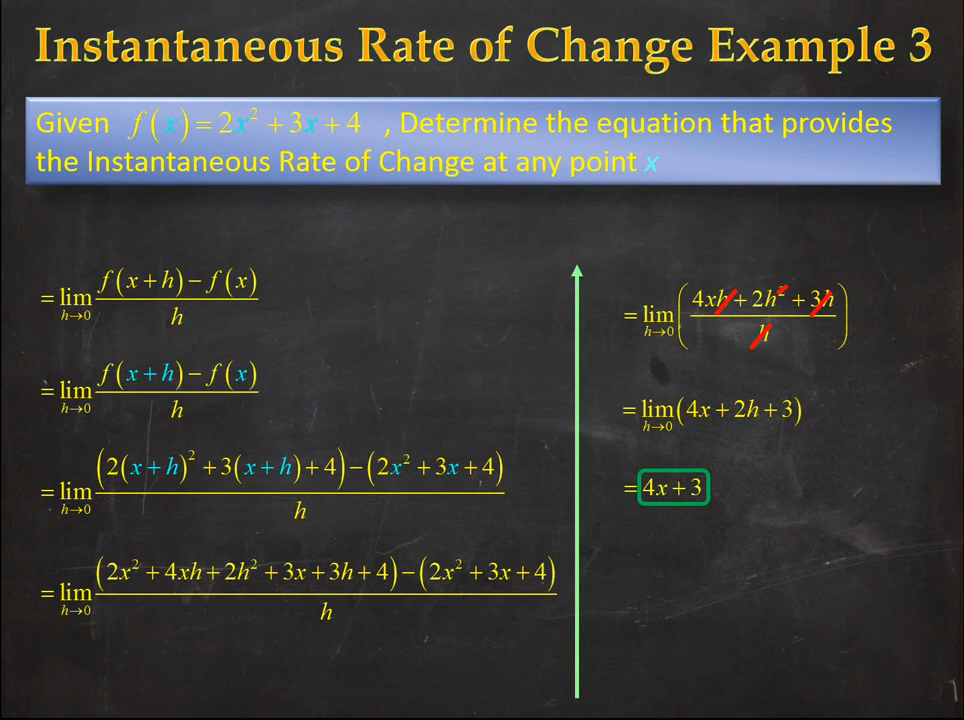 Instantaneous Rate of Change Example 3
Given f(x) = 2x² + 3x + 4 , Determine the equation that provides
the Instantaneous Rate of Change at any point x
= lim h→0 (f(x + h) − f(x)) / h
= lim h→0 (f(x + h) − f(x)) / h
= lim h→0 ((2(x + h)² + 3(x + h) + 4) − (2x² + 3x + 4)) / h
= lim h→0 ((2x² + 4xh + 2h² + 3x + 3h + 4) − (2x² + 3x + 4)) / h
= lim h→0 ((4xh + 2h² + 3h) / h)
= lim h→0 (4x + 2h + 3)
= 4x + 3